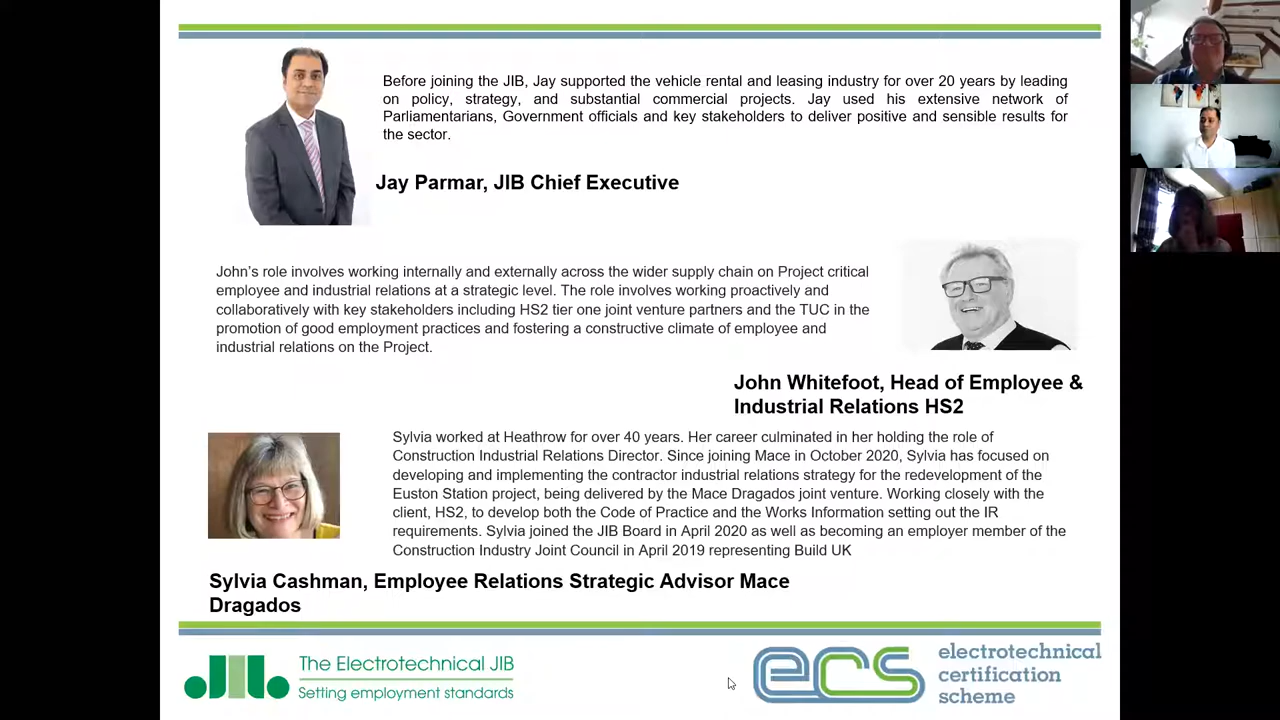 Before joining the JIB, Jay supported the vehicle rental and leasing industry for over 20 years by leading
on policy, strategy, and substantial commercial projects. Jay used his extensive network of
Parliamentarians, Government officials and key stakeholders to deliver positive and sensible results for
the sector.
Jay Parmar, JIB Chief Executive
John’s role involves working internally and externally across the wider supply chain on Project critical
employee and industrial relations at a strategic level. The role involves working proactively and
collaboratively with key stakeholders including HS2 tier one joint venture partners and the TUC in the
promotion of good employment practices and fostering a constructive climate of employee and
industrial relations on the Project.
John Whitefoot, Head of Employee &
Industrial Relations HS2
Sylvia worked at Heathrow for over 40 years. Her career culminated in her holding the role of
Construction Industrial Relations Director. Since joining Mace in October 2020, Sylvia has focused on
developing and implementing the contractor industrial relations strategy for the redevelopment of the
Euston Station project, being delivered by the Mace Dragados joint venture. Working closely with the
client, HS2, to develop both the Code of Practice and the Works Information setting out the IR
requirements. Sylvia joined the JIB Board in April 2020 as well as becoming an employer member of the
Construction Industry Joint Council in April 2019 representing Build UK
Sylvia Cashman, Employee Relations Strategic Advisor Mace
Dragados
JIB
The Electrotechnical JIB
Setting employment standards
ecs
electrotechnical
certification
scheme